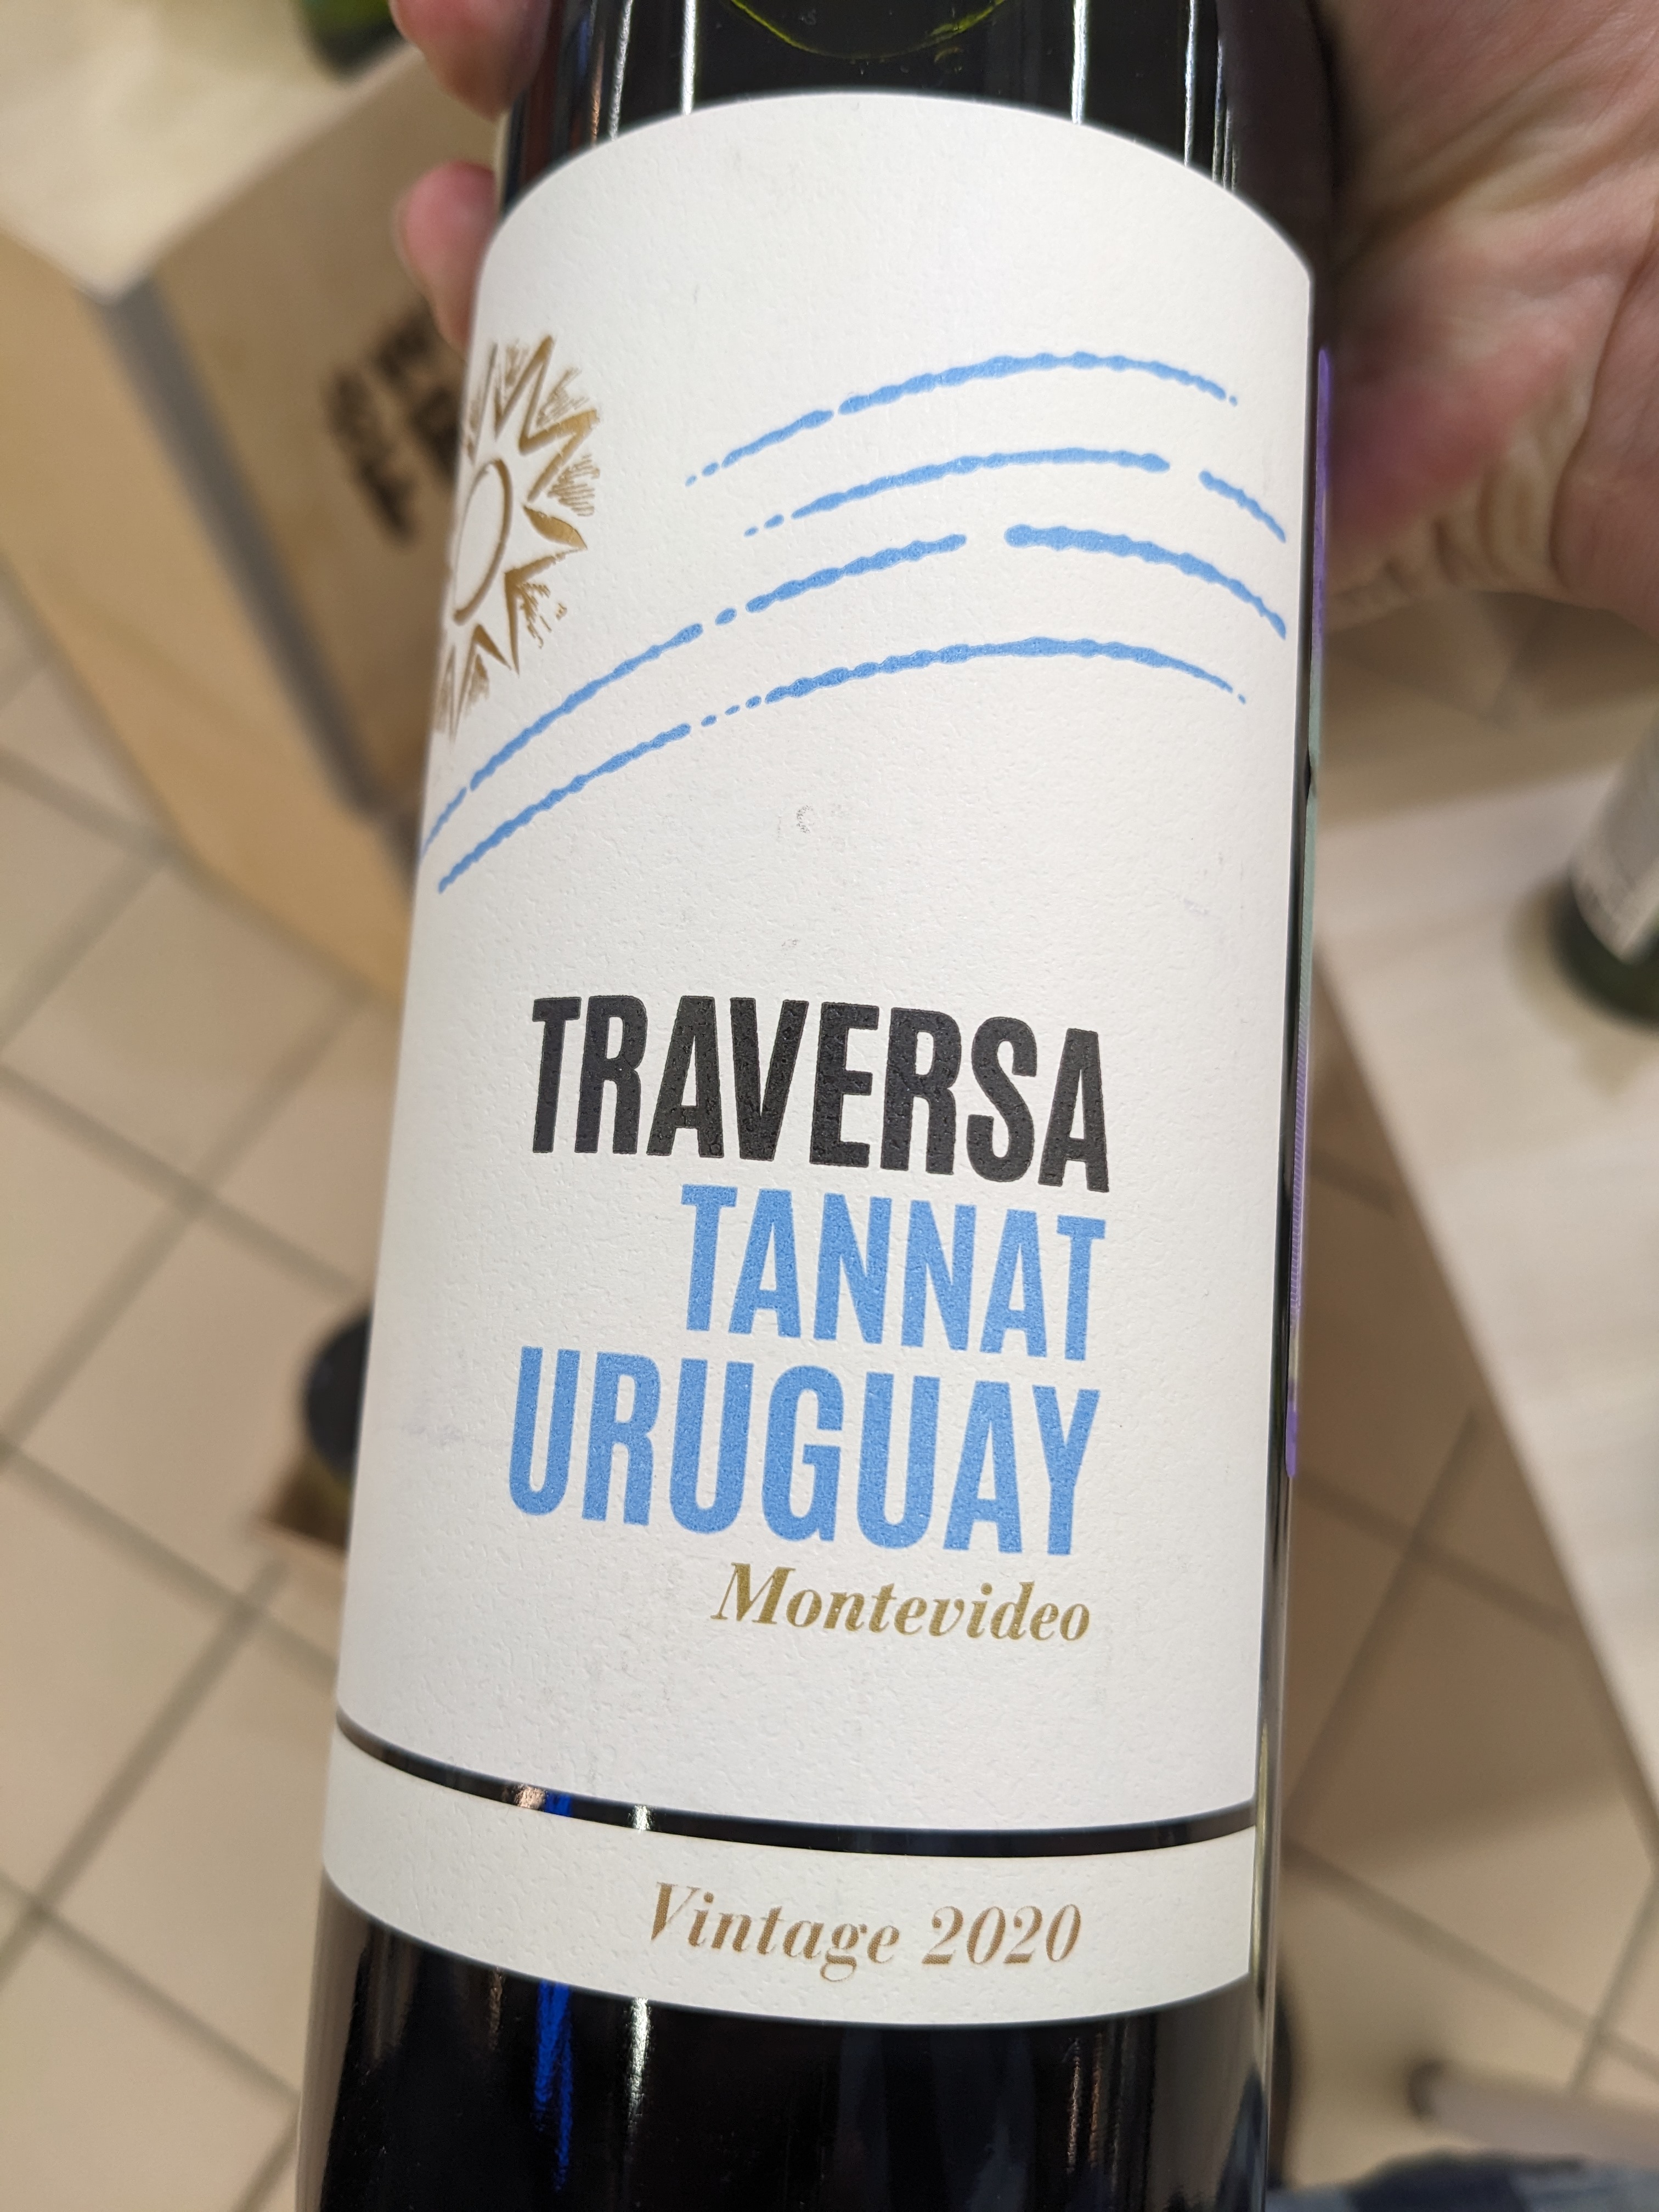 TRAVERSA
TANNAT
URUGUAY
Montevideo
Vintage 2020